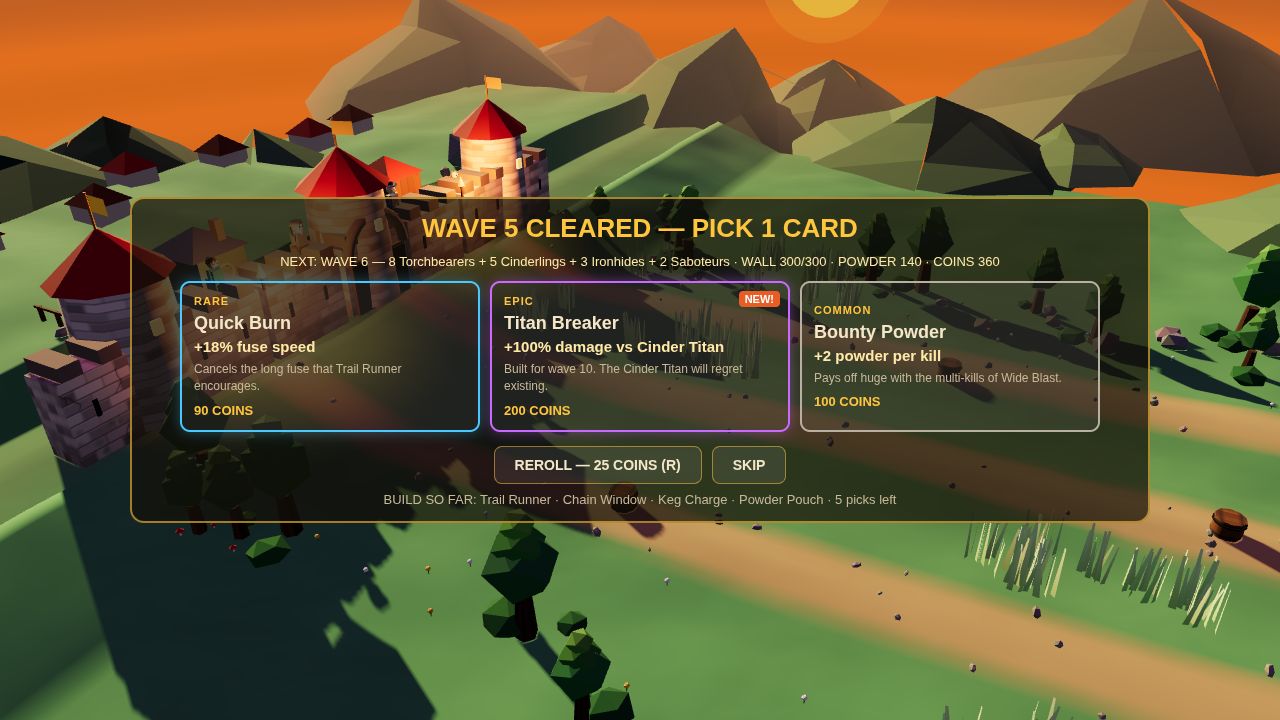 WAVE 5 CLEARED — PICK 1 CARD
NEXT: WAVE 6 — 8 Torchbearers + 5 Cinderlings + 3 Ironhides + 2 Saboteurs · WALL 300/300 · POWDER 140 · COINS 360
RARE
Quick Burn
+18% fuse speed
Cancels the long fuse that Trail Runner
encourages.
90 COINS
EPIC
NEW!
Titan Breaker
+100% damage vs Cinder Titan
Built for wave 10. The Cinder Titan will regret
existing.
200 COINS
COMMON
Bounty Powder
+2 powder per kill
Pays off huge with the multi-kills of Wide Blast.
100 COINS
REROLL — 25 COINS (R)
SKIP
BUILD SO FAR: Trail Runner · Chain Window · Keg Charge · Powder Pouch · 5 picks left